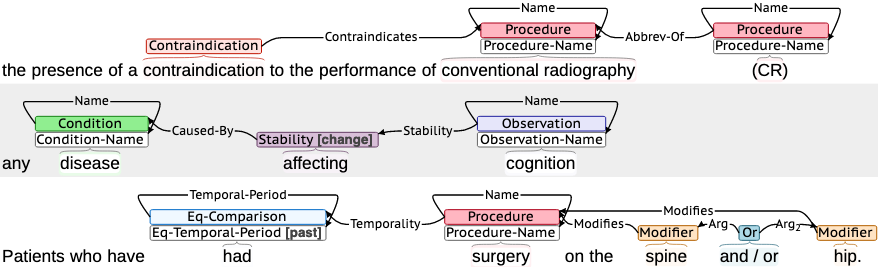 Name Name
Contraindication Contraindicates Procedure Abbrev-Of Procedure
Procedure-Name Procedure-Name
the presence of a contraindication to the performance of conventional radiography (CR)
Name Name
Condition Caused-By Stability [change] Stability Observation
Condition-Name Observation-Name
any disease affecting cognition
Temporal-Period Name
Eq-Comparison Temporality Procedure Modifies Modifies
Eq-Temporal-Period [past] Procedure-Name Modifier Arg Or Arg2 Modifier
Patients who have had surgery on the spine and / or hip.